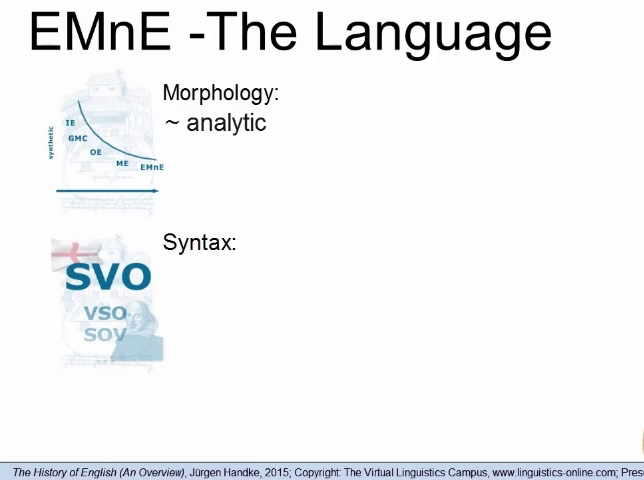 EMnE -The Language
Morphology:
~ analytic
synthetic
IE
GMC
OE
ME
EMnE
Syntax:
SVO
VSO
SOV
The History of English (An Overview), Jürgen Handke, 2015; Copyright: The Virtual Linguistics Campus, www.linguistics-online.com; Pres